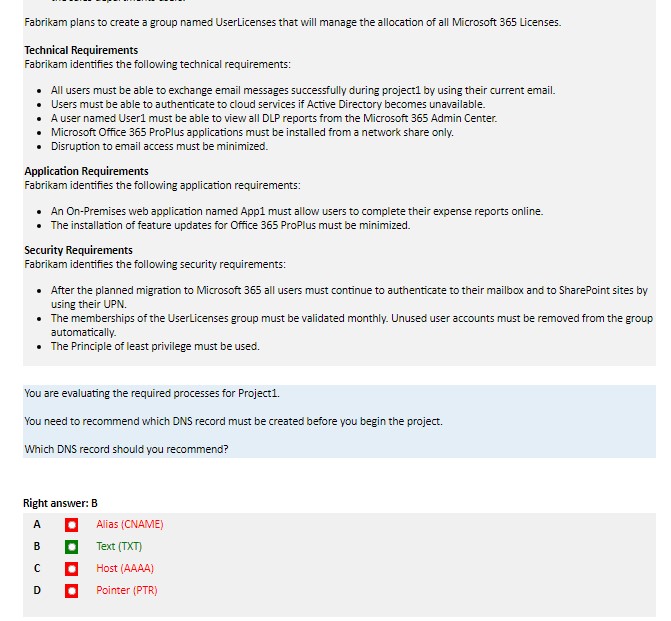 Fabrikam plans to create a group named UserLicenses that will manage the allocation of all Microsoft 365 Licenses.
Technical Requirements
Fabrikam identifies the following technical requirements:
• All users must be able to exchange email messages successfully during project1 by using their current email.
• Users must be able to authenticate to cloud services if Active Directory becomes unavailable.
• A user named User1 must be able to view all DLP reports from the Microsoft 365 Admin Center.
• Microsoft Office 365 ProPlus applications must be installed from a network share only.
• Disruption to email access must be minimized.
Application Requirements
Fabrikam identifies the following application requirements:
• An On-Premises web application named App1 must allow users to complete their expense reports online.
• The installation of feature updates for Office 365 ProPlus must be minimized.
Security Requirements
Fabrikam identifies the following security requirements:
• After the planned migration to Microsoft 365 all users must continue to authenticate to their mailbox and to SharePoint sites by
using their UPN.
• The memberships of the UserLicenses group must be validated monthly. Unused user accounts must be removed from the group
automatically.
• The Principle of least privilege must be used.
You are evaluating the required processes for Project1.
You need to recommend which DNS record must be created before you begin the project.
Which DNS record should you recommend?
Right answer: B
A Alias (CNAME)
B Text (TXT)
C Host (AAAA)
D Pointer (PTR)